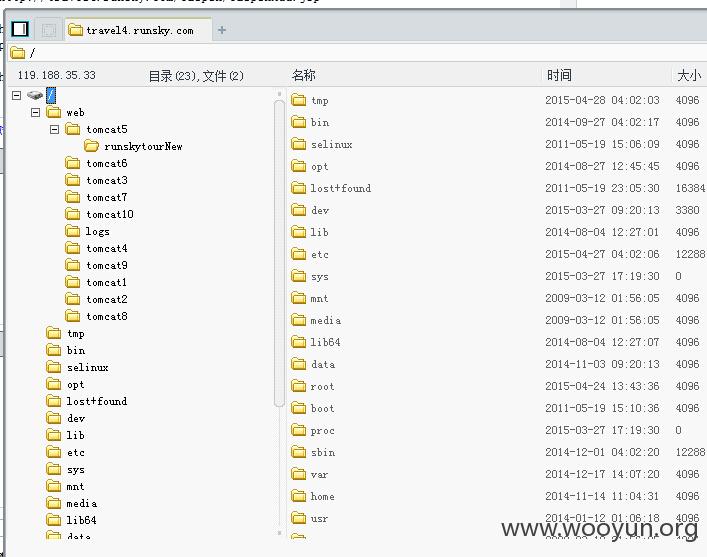 travel4.runsky.com
/
119.188.35.33 目录(23),文件(2) 名称 时间 大小
/
web
tomcat5
runskytourNew
tomcat6
tomcat3
tomcat7
tomcat10
logs
tomcat4
tomcat9
tomcat1
tomcat2
tomcat8
tmp
bin
selinux
opt
lost+found
dev
lib
etc
sys
mnt
media
lib64
data
tmp 2015-04-28 04:02:03 4096
bin 2014-09-27 04:02:17 4096
selinux 2011-05-19 15:06:09 4096
opt 2014-08-27 12:45:45 4096
lost+found 2011-05-19 23:05:30 16384
dev 2015-03-27 09:20:13 3380
lib 2014-08-04 12:27:01 4096
etc 2015-04-27 04:02:06 12288
sys 2015-03-27 17:19:30 0
mnt 2009-03-12 01:56:05 4096
media 2009-03-12 01:56:05 4096
lib64 2014-08-04 12:27:07 4096
data 2014-11-03 09:20:13 4096
root 2015-04-24 13:43:36 4096
boot 2011-05-19 15:10:36 4096
proc 2015-03-27 17:19:30 0
sbin 2014-12-01 04:02:20 12288
var 2014-12-17 14:07:20 4096
home 2014-11-14 11:04:31 4096
usr 2014-01-12 01:06:18 4096
www.wooyun.org